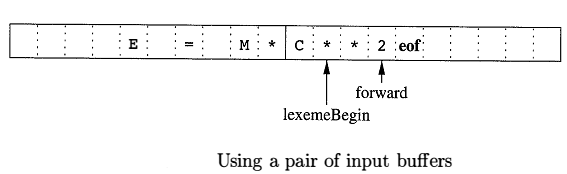 E = M * C * * 2 eof
forward
lexemeBegin
Using a pair of input buffers